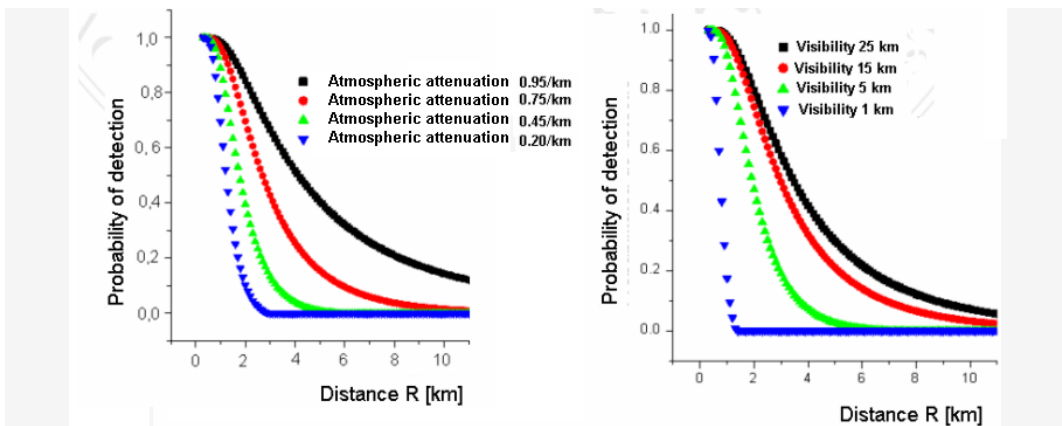 1,0
0,8
0, 6
0,4
0,2
0,0
Probability of detection
Atmospheric attenuation 0.95/km
Atmospheric attenuation 0.75/km
Atmospheric attenuation 0.45/km
Atmospheric attenuation 0.20/km
0 2 4 6 8 10
Distance R [km]
1.0
0.8
0.6
0.4
0.2
0.0
Probability of detection
Visibility 25 km
Visibility 15 km
Visibility 5 km
Visibility 1 km
0 2 4 6 8 10
Distance R [km]